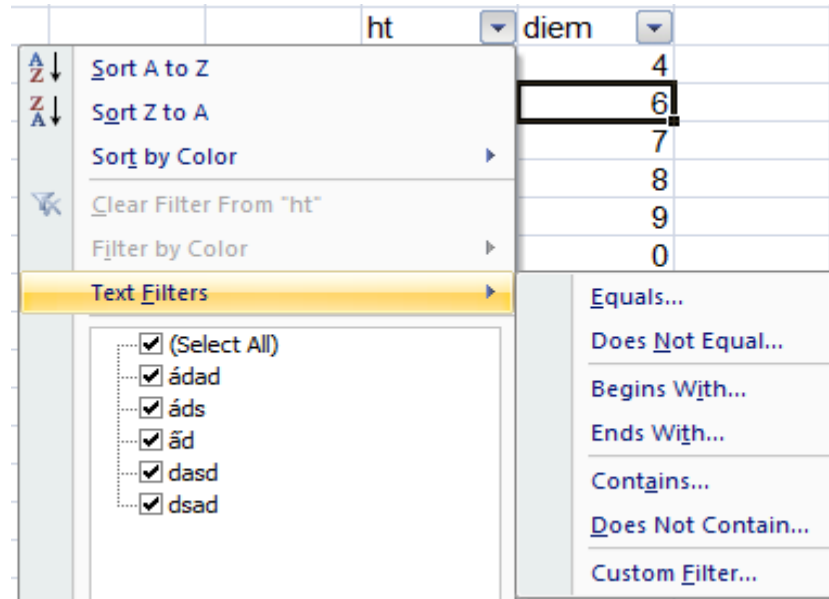 ht diem
Sort A to Z
4
Sort Z to A
6
7
Sort by Color
8
Clear Filter From "ht"
9
Filter by Color
0
Text Filters
Equals...
(Select All)
Does Not Equal...
ádad
Begins With...
áds
Ends With...
ẫd
dasd
Contains...
dsad
Does Not Contain...
Custom Filter...